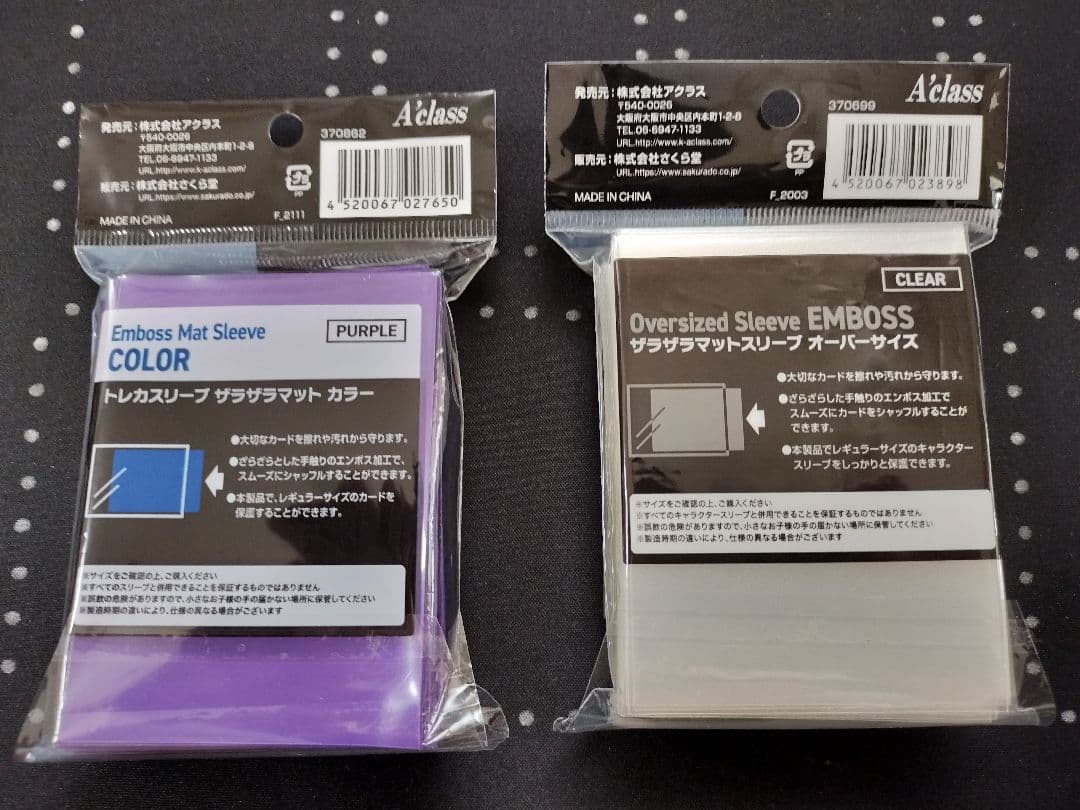 A'class
発売元：株式会社アクラス
370862
〒540-0026
大阪府大阪市中央区内本町1-2-8
TEL.06-6947-1133
URL.http://www.k-aclass.com/
販売元：株式会社さくら堂
URL.https://www.sakurado.co.jp/
プラ
PP
MADE IN CHINA
F_2111
4 520067 027650
Emboss Mat Sleeve
COLOR
PURPLE
トレカスリーブ ザラザラマット カラー
●大切なカードを擦れや汚れから守ります。
●ざらざらとした手触りのエンボス加工で、
スムーズにシャッフルすることができます。
●本製品で、レギュラーサイズのカードを
保護することができます。
※サイズをご確認の上、ご購入ください
※すべてのスリーブと併用できることを保証するものではありません
※誤飲の危険がありますので、小さなお子様の手の届かない場所に保管してください
※製造時期の違いにより、仕様の異なる場合がございます
A'class
発売元：株式会社アクラス
370699
〒540-0026
大阪府大阪市中央区内本町1-2-8
TEL.06-6947-1133
URL.http://www.k-aclass.com/
販売元：株式会社さくら堂
URL.https://www.sakurado.co.jp/
プラ
PP
MADE IN CHINA
F_2003
4 520067 023898
CLEAR
Oversized Sleeve EMBOSS
ザラザラマットスリーブ オーバーサイズ
●大切なカードを擦れや汚れから守ります。
●ざらざらした手触りのエンボス加工で
スムーズにカードをシャッフルすることが
できます。
●本製品でレギュラーサイズのキャラクター
スリーブをしっかりと保護できます。
※サイズをご確認の上、ご購入ください
※すべてのキャラクタースリーブと併用できることを保証するものではありません
※誤飲の危険がありますので、小さなお子様の手の届かない場所に保管してください
※製造時期の違いにより、仕様の異なる場合がございます